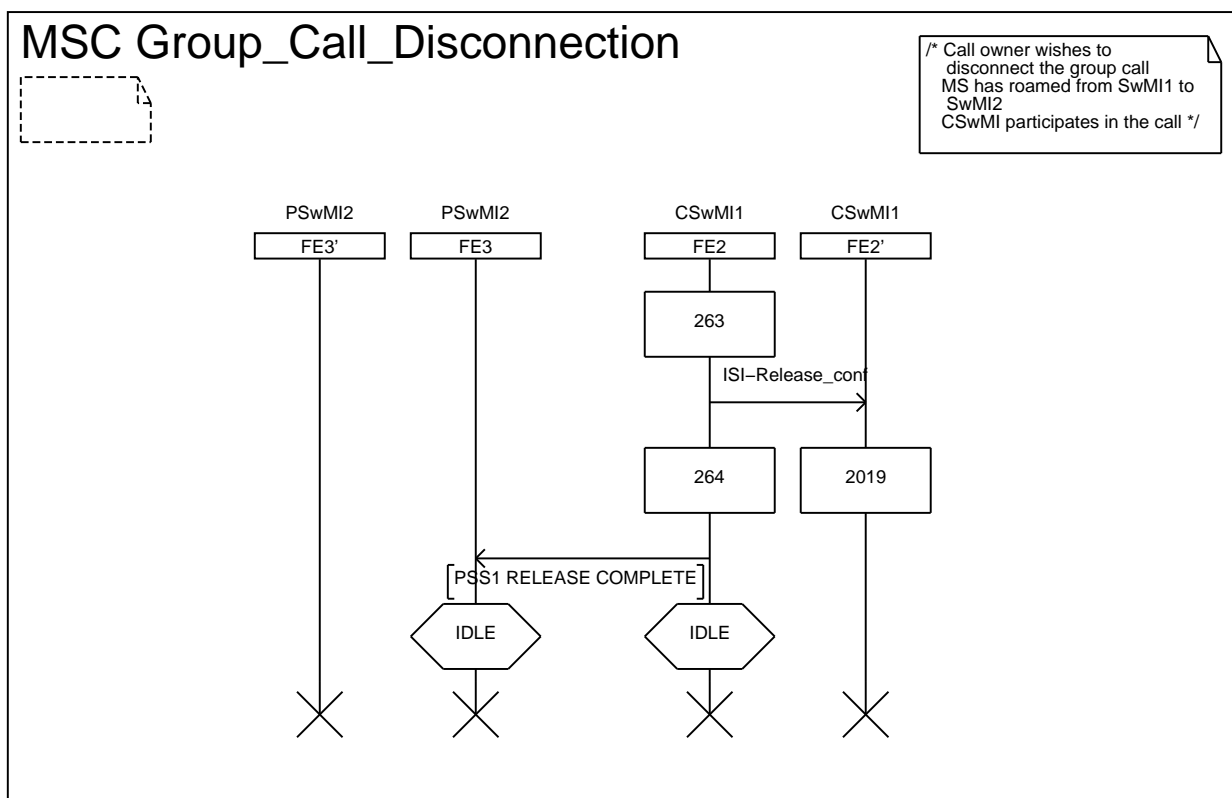 MSC Group_Call_Disconnection
/* Call owner wishes to
disconnect the group call
MS has roamed from SwMI1 to
SwMI2
CSwMI participates in the call */
PSwMI2 PSwMI2 CSwMI1 CSwMI1
FE3' FE3 FE2 FE2'
263
ISI−Release_conf
264 2019
PSS1 RELEASE COMPLETE
IDLE IDLE